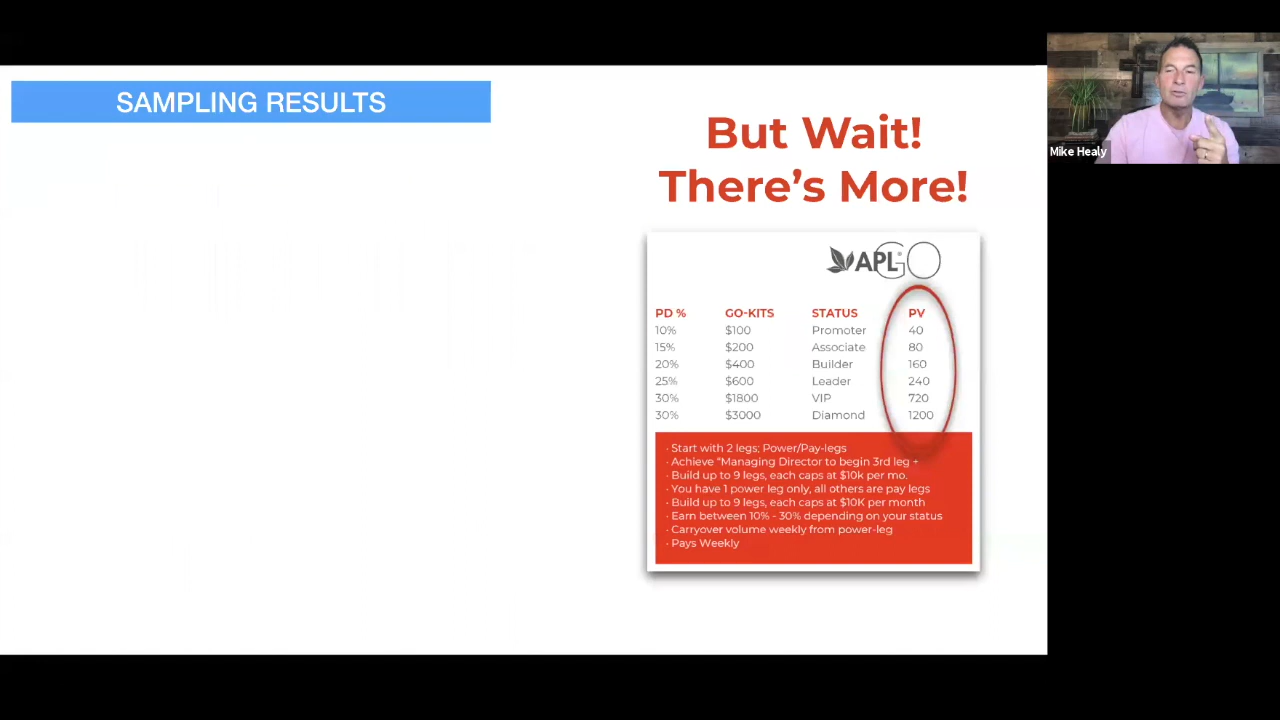 SAMPLING RESULTS
But Wait!
There's More!
APL® GO
PD % GO-KITS STATUS PV
10% $100 Promoter 40
15% $200 Associate 80
20% $400 Builder 160
25% $600 Leader 240
30% $1800 VIP 720
30% $3000 Diamond 1200
· Start with 2 legs; Power/Pay-legs
· Achieve "Managing Director to begin 3rd leg +
· Build up to 9 legs, each caps at $10k per mo.
· You have 1 power leg only, all others are pay legs
· Build up to 9 legs, each caps at $10K per month
· Earn between 10% - 30% depending on your status
· Carryover volume weekly from power-leg
· Pays Weekly
Mike Healy